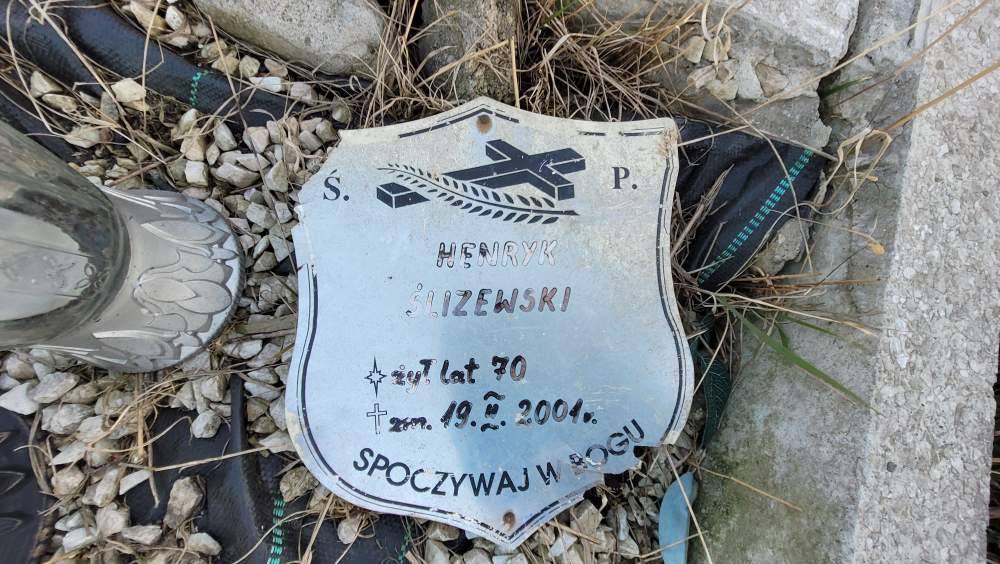 Ś. P.
HENRYK
ŚLIZEWSKI
żył lat 70
zm. 19.II.2001r.
SPOCZYWAJ W BOGU